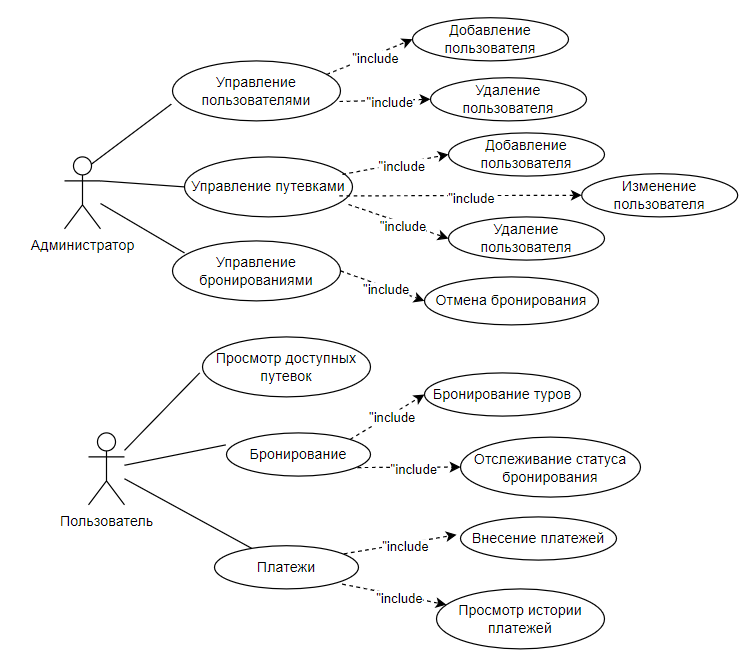 Добавление
пользователя
"include
Управление
пользователями
"include
Удаление
пользователя
Добавление
пользователя
"include
Управление путевками
"include
Изменение
пользователя
"include
Удаление
пользователя
Администратор
Управление
бронированиями
"include
Отмена бронирования
Просмотр доступных
путевок
Бронирование туров
"include
Бронирование
"include
Отслеживание статуса
бронирования
Пользователь
Внесение платежей
"include
Платежи
"include
Просмотр истории
платежей